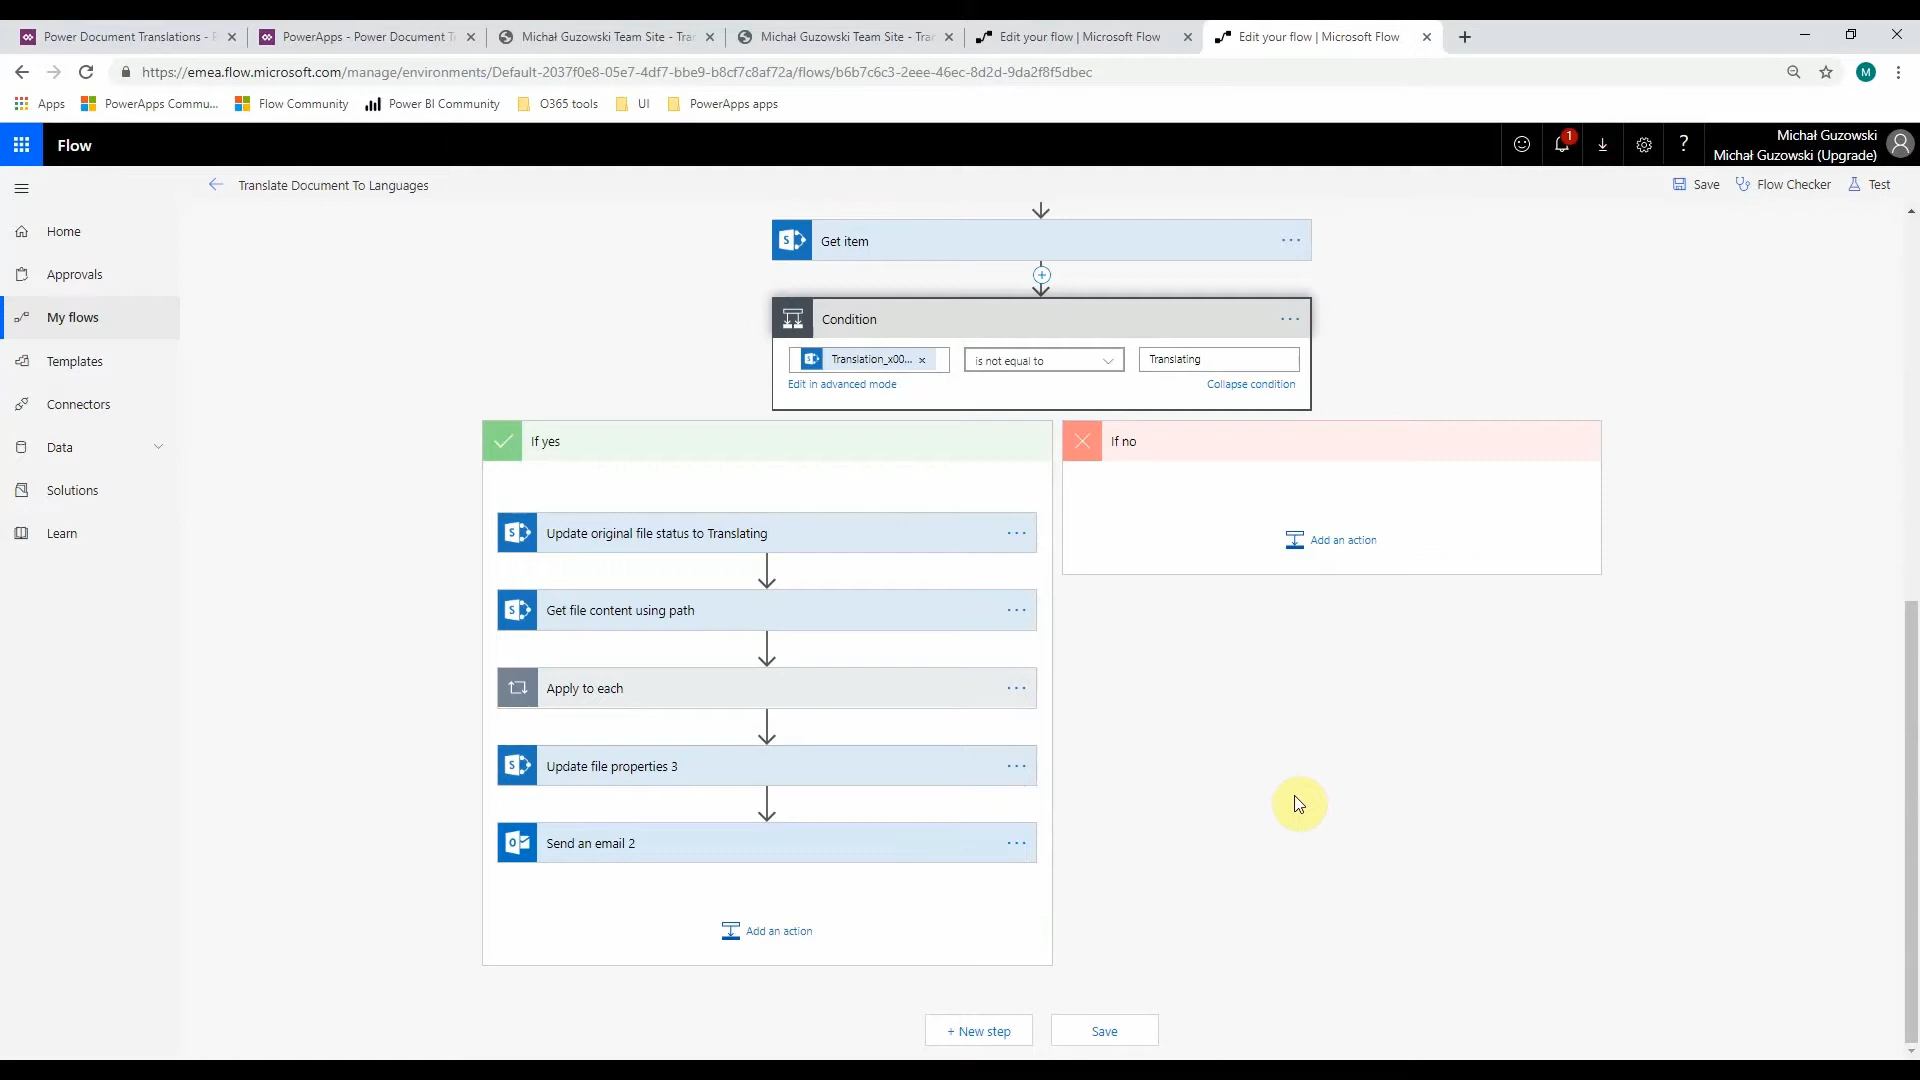 Power Document Translations -
PowerApps - Power Document T
Michał Guzowski Team Site - Tra
Michał Guzowski Team Site - Tra
Edit your flow | Microsoft Flow
Edit your flow | Microsoft Flow
https://emea.flow.microsoft.com/manage/environments/Default-2037f0e8-05e7-4df7-bbe9-b8cf7c8af72a/flows/b6b7c6c3-2eee-46ec-8d2d-9da2f8f5dbec
M
Apps
PowerApps Commu...
Flow Community
Power BI Community
O365 tools
UI
PowerApps apps
Flow
1
?
Michał Guzowski
Michał Guzowski (Upgrade)
Translate Document To Languages
Save
Flow Checker
Test
Home
Approvals
My flows
Templates
Connectors
Data
Solutions
Learn
Get item
Condition
Translation_x00...
is not equal to
Translating
Edit in advanced mode
Collapse condition
If yes
If no
Update original file status to Translating
Add an action
Get file content using path
Apply to each
Update file properties 3
Send an email 2
Add an action
+ New step
Save